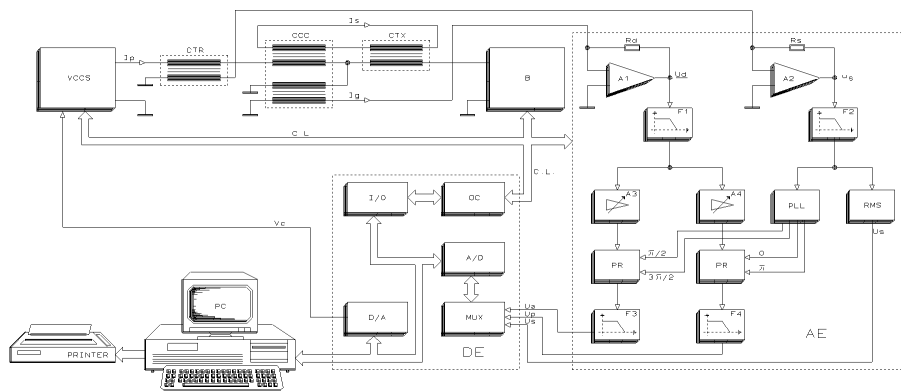 Is
CTR
CCC
CTX
Rd
Rs
Ip
VCCS
B
A1
Ud
A2
Us
Ig
F1
F2
C L
C.L.
I/O
OC
A3
A4
PLL
RMS
Us
Vc
A/D
PR
π/2
3π/2
PR
0
π
PC
D/A
MUX
Ua
Up
Us
F3
F4
AE
DE
PRINTER